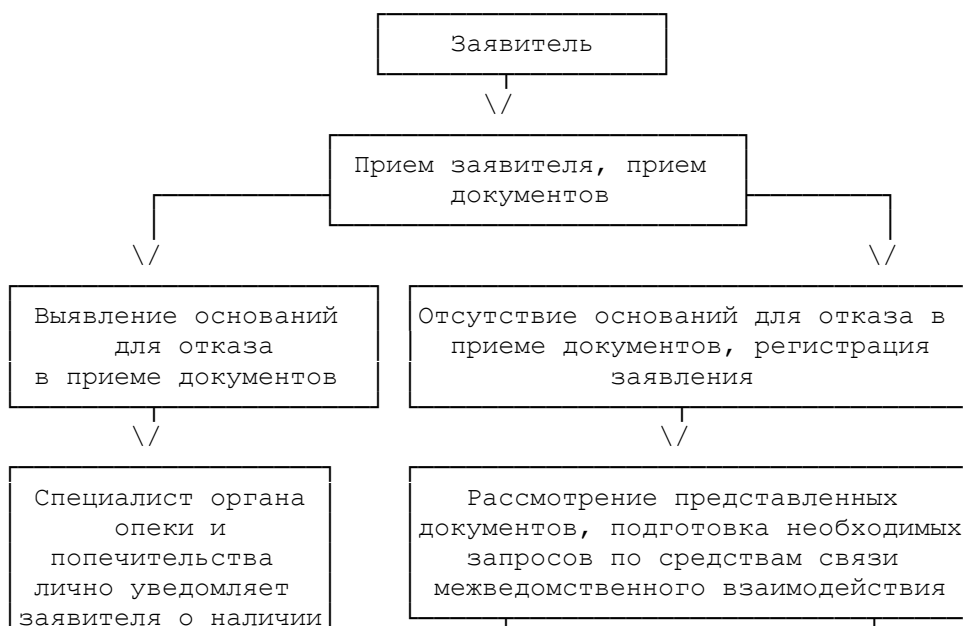 Заявитель
\/
Прием заявителя, прием
документов
\/ \/
Выявление оснований
для отказа
в приеме документов
Отсутствие оснований для отказа в
приеме документов, регистрация
заявления
\/ \/
Специалист органа
опеки и
попечительства
лично уведомляет
заявителя о наличии
Рассмотрение представленных
документов, подготовка необходимых
запросов по средствам связи
межведомственного взаимодействия